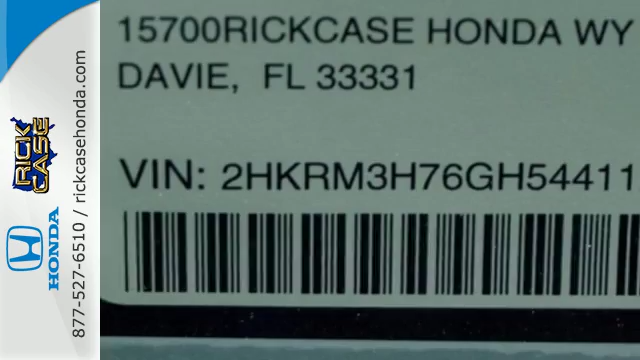 15700RICKCASE HONDA WY
DAVIE, FL 33331
VIN: 2HKRM3H76GH54411
RICK
CASE
HONDA
877-527-6510 / rickcasehonda.com